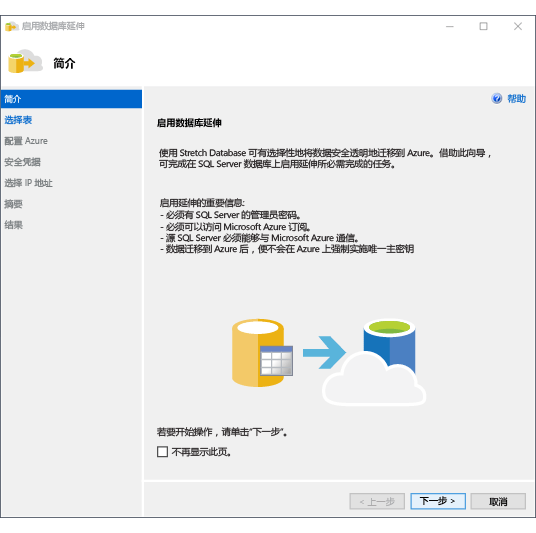 启用数据库延伸
简介
简介
选择表
配置 Azure
安全凭据
选择 IP 地址
摘要
结果
帮助
启用数据库延伸
使用 Stretch Database 可有选择性地将数据安全透明地迁移到 Azure。借助此向导，
可完成在 SQL Server 数据库上启用延伸所必需完成的任务。
启用延伸的重要信息:
- 必须有 SQL Server 的管理员密码。
- 必须可以访问 Microsoft Azure 订阅。
- 源 SQL Server 必须能够与 Microsoft Azure 通信。
- 数据迁移到 Azure 后，便不会在 Azure 上强制实施唯一主密钥
若要开始操作，请单击“下一步”。
不再显示此页。
< 上一步
下一步 >
取消